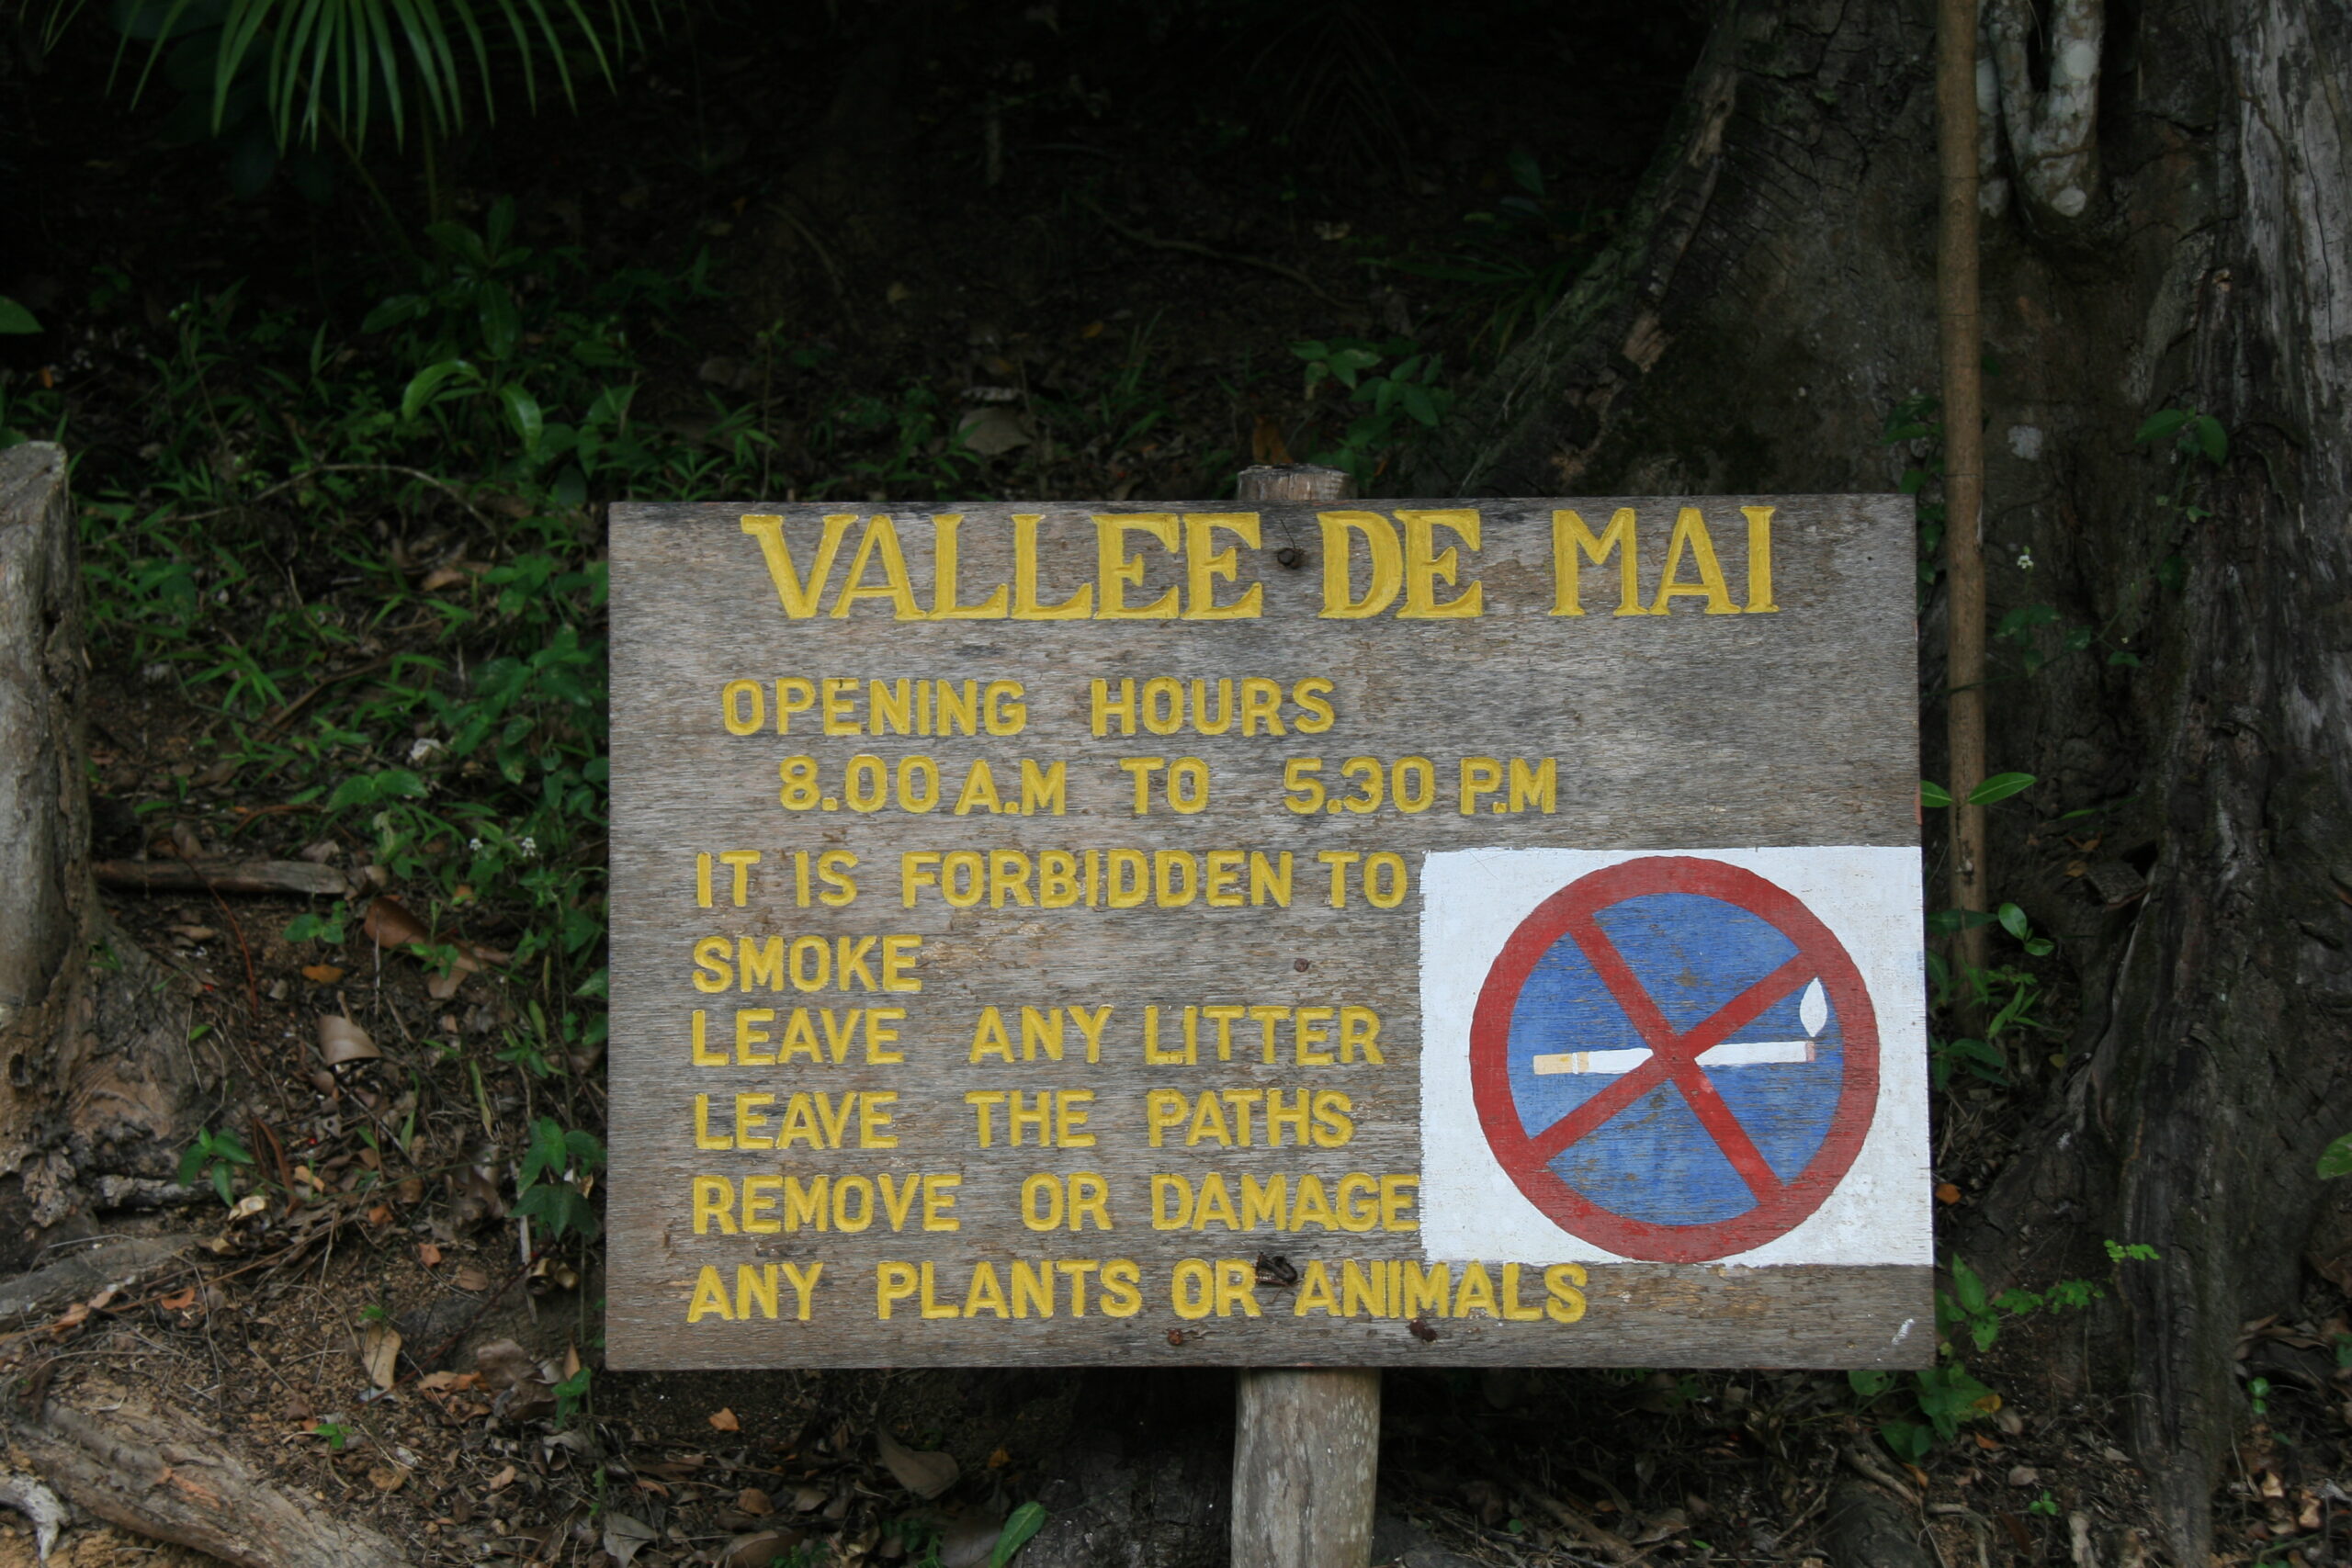 VALLEE DE MAI
OPENING HOURS
8.00 A.M TO 5.30 P.M
IT IS FORBIDDEN TO
SMOKE
LEAVE ANY LITTER
LEAVE THE PATHS
REMOVE OR DAMAGE
ANY PLANTS OR ANIMALS